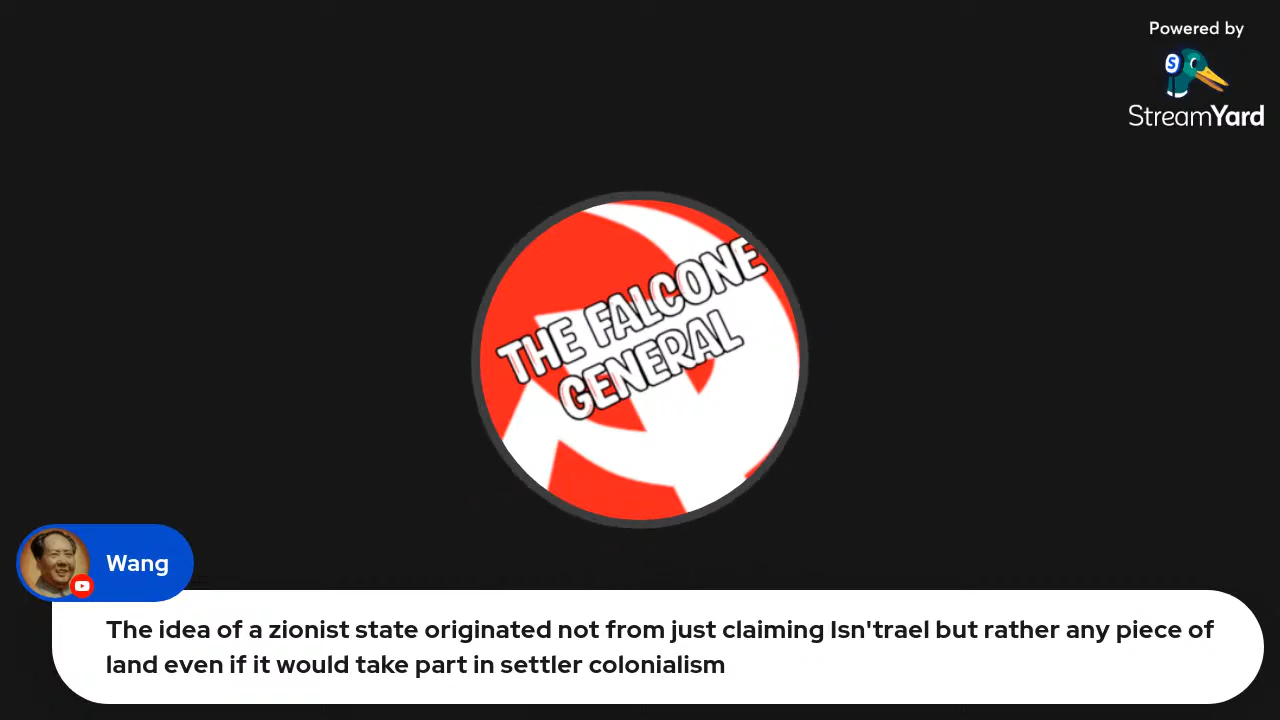 Powered by
S
StreamYard
THE FALCONE
GENERAL
Wang
The idea of a zionist state originated not from just claiming Isn'trael but rather any piece of
land even if it would take part in settler colonialism